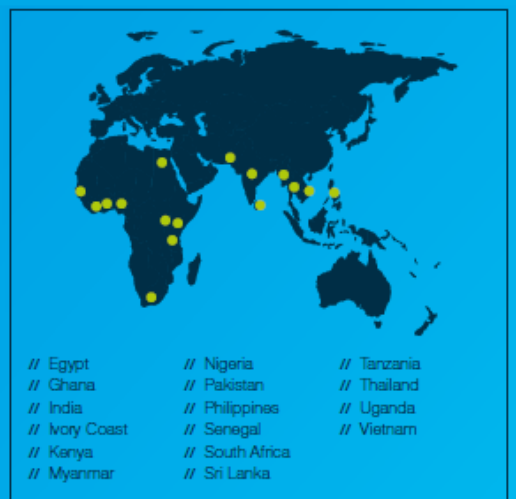 // Egypt
// Ghana
// India
// Ivory Coast
// Kenya
// Myanmar
// Nigeria
// Pakistan
// Philippines
// Senegal
// South Africa
// Sri Lanka
// Tanzania
// Thailand
// Uganda
// Vietnam